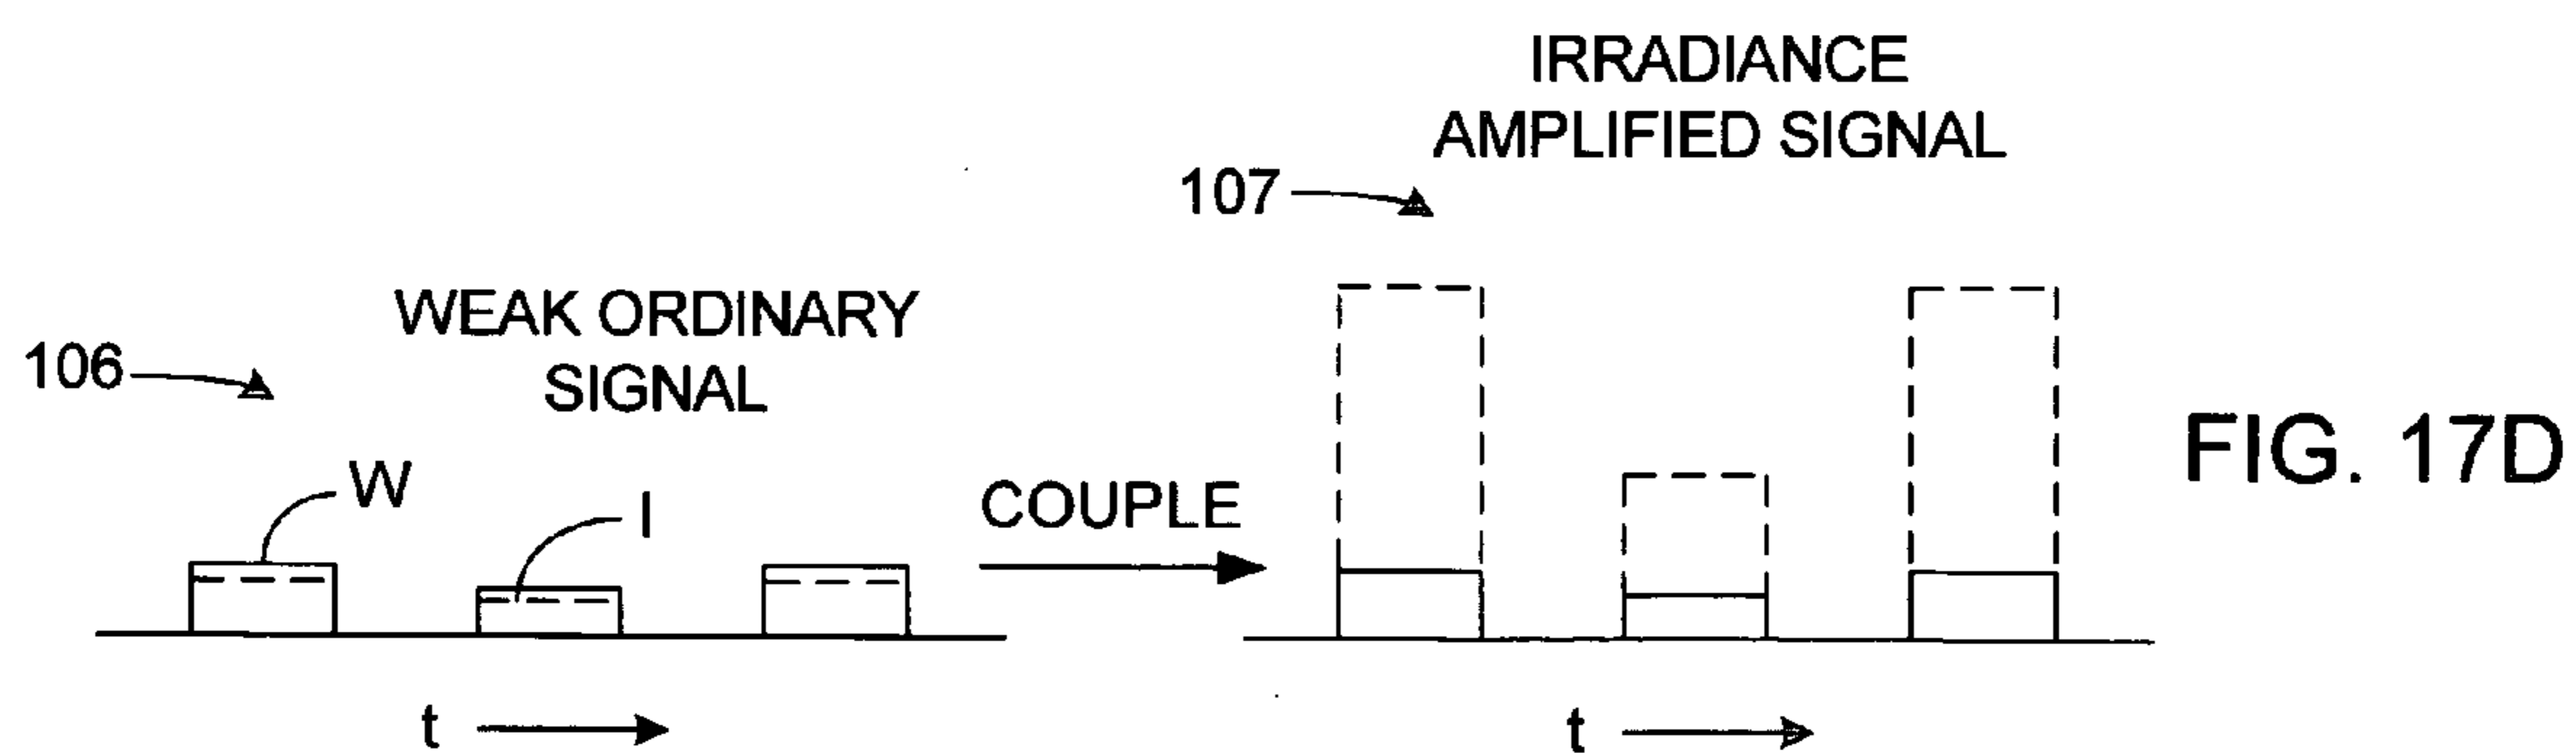 IRRADIANCE
AMPLIFIED SIGNAL
107
WEAK ORDINARY
SIGNAL
106
W
I
COUPLE
FIG. 17D
t
t